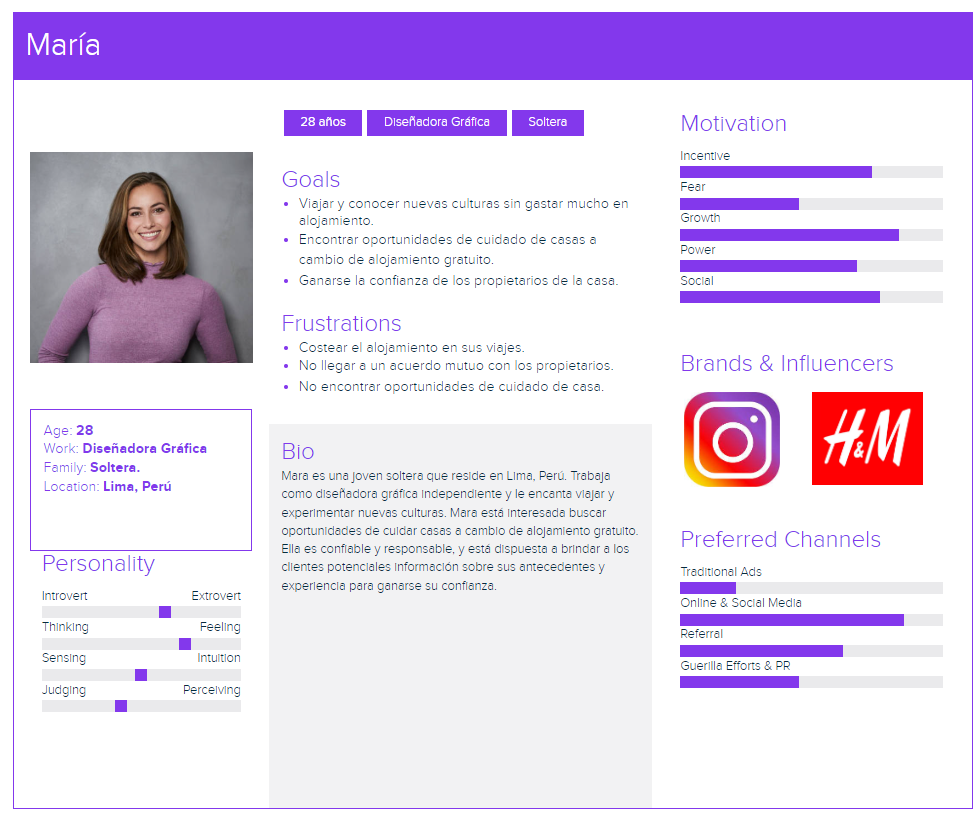 María
28 años
Diseñadora Gráfica
Soltera
Goals
Viajar y conocer nuevas culturas sin gastar mucho en
alojamiento.
Encontrar oportunidades de cuidado de casas a
cambio de alojamiento gratuito.
Ganarse la confianza de los propietarios de la casa.
Frustrations
Costear el alojamiento en sus viajes.
No llegar a un acuerdo mutuo con los propietarios.
No encontrar oportunidades de cuidado de casa.
Age: 28
Work: Diseñadora Gráfica
Family: Soltera.
Location: Lima, Perú
Personality
Introvert Extrovert
Thinking Feeling
Sensing Intuition
Judging Perceiving
Bio
Mara es una joven soltera que reside en Lima, Perú. Trabaja
como diseñadora gráfica independiente y le encanta viajar y
experimentar nuevas culturas. Mara está interesada buscar
oportunidades de cuidar casas a cambio de alojamiento gratuito.
Ella es confiable y responsable, y está dispuesta a brindar a los
clientes potenciales información sobre sus antecedentes y
experiencia para ganarse su confianza.
Motivation
Incentive
Fear
Growth
Power
Social
Brands & Influencers
H&M
Preferred Channels
Traditional Ads
Online & Social Media
Referral
Guerilla Efforts & PR